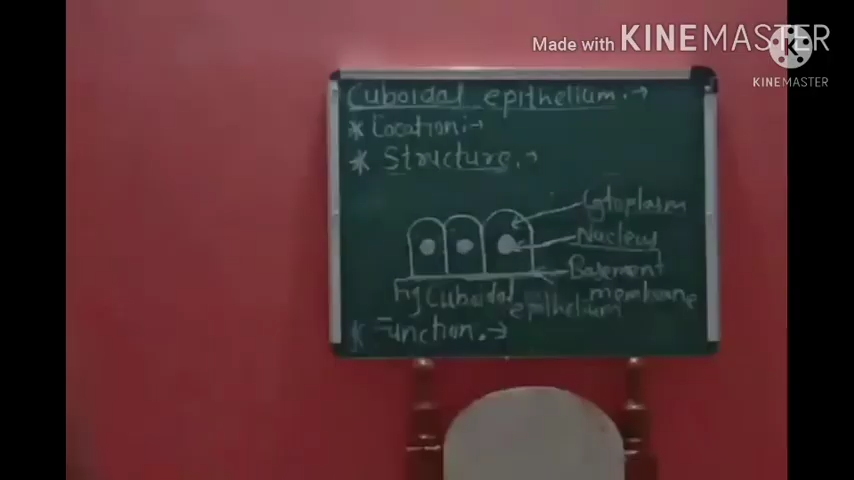 Made with KINEMASTER
KINEMASTER
Cuboidal epithelium. →
* Location :→
* Structure. →
Cytoplasm
Nucleus
Basement
membrane
Fig Cuboidal
epithelium
* Function. →